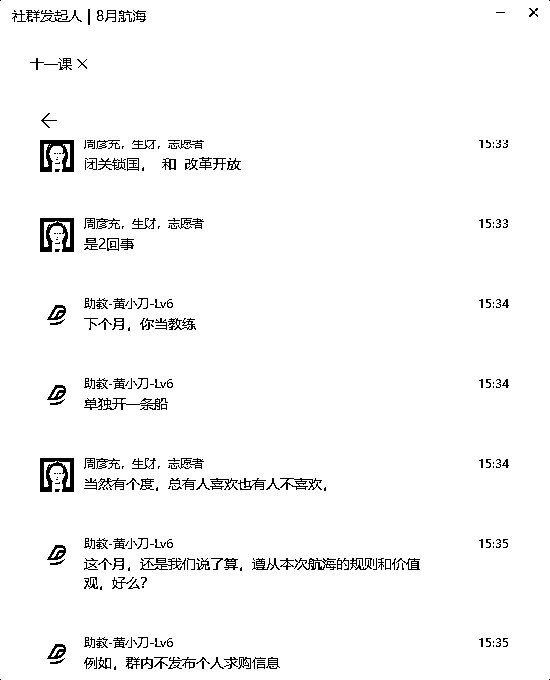 社群发起人 | 8月航海
十一课 ×
周彦充，生财，志愿者 15:33
闭关锁国， 和 改革开放
周彦充，生财，志愿者 15:33
是2回事
助教-黄小刀-Lv6 15:34
下个月，你当教练
助教-黄小刀-Lv6 15:34
单独开一条船
周彦充，生财，志愿者 15:34
当然有个度，总有人喜欢也有人不喜欢，
助教-黄小刀-Lv6 15:35
这个月，还是我们说了算，遵从本次航海的规则和价值
观，好么？
助教-黄小刀-Lv6 15:35
例如，群内不发布个人求购信息